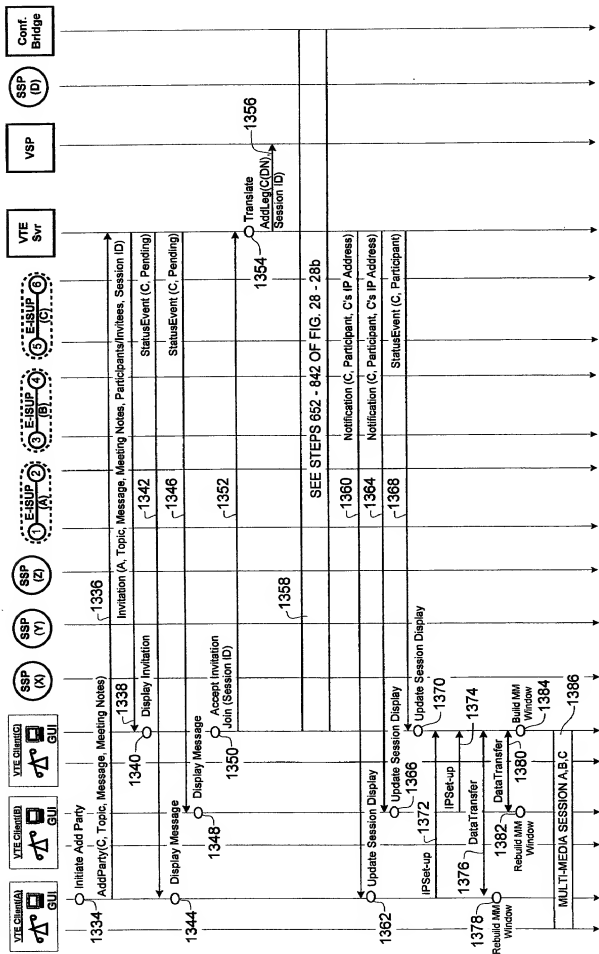 VTE Client(A)
GUI
VTE Client(B)
GUI
VTE Client(C)
GUI
SSP
(X)
SSP
(Y)
SSP
(Z)
1 E-ISUP 2
(A)
3 E-ISUP 4
(B)
5 E-ISUP 6
(C)
VTE
Svr
VSP
SSP
(D)
Conf.
Bridge
Initiate Add Party
1334
AddParty(C, Topic, Message, Meeting Notes)
1336
Invitation (A, Topic, Message, Meeting Notes, Participants/Invitees, Session ID)
1338
Display Invitation
1340
1342
StatusEvent (C, Pending)
Display Message
1344
1346
StatusEvent (C, Pending)
Display Message
1348
Accept Invitation
Join (Session ID)
1350
1352
Translate
1354
AddLeg(C(DN),
Session ID)
1356
1358
SEE STEPS 652 - 842 OF FIG. 28 - 28b
1360
Notification (C, Participant, C's IP Address)
Update Session Display
1362
1364
Notification (C, Participant, C's IP Address)
Update Session Display
1366
1368
StatusEvent (C, Participant)
Update Session Display
1370
IPSet-up
1372
IPSet-up
1374
DataTransfer
1376
Rebuild MM
Window
1378
DataTransfer
1380
Rebuild MM
Window
1382
Build MM
Window
1384
MULTI-MEDIA SESSION A,B,C
1386